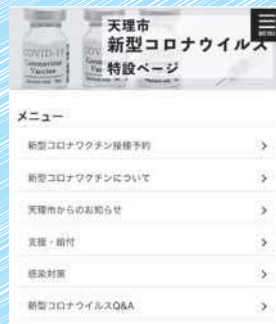 天理市
新型コロナウイルス
特設ページ
MENU
COVID-19
Coronavirus
Vaccine
メニュー
新型コロナワクチン接種予約
新型コロナワクチンについて
天理市からのお知らせ
支援・給付
感染対策
新型コロナウイルスQ&A